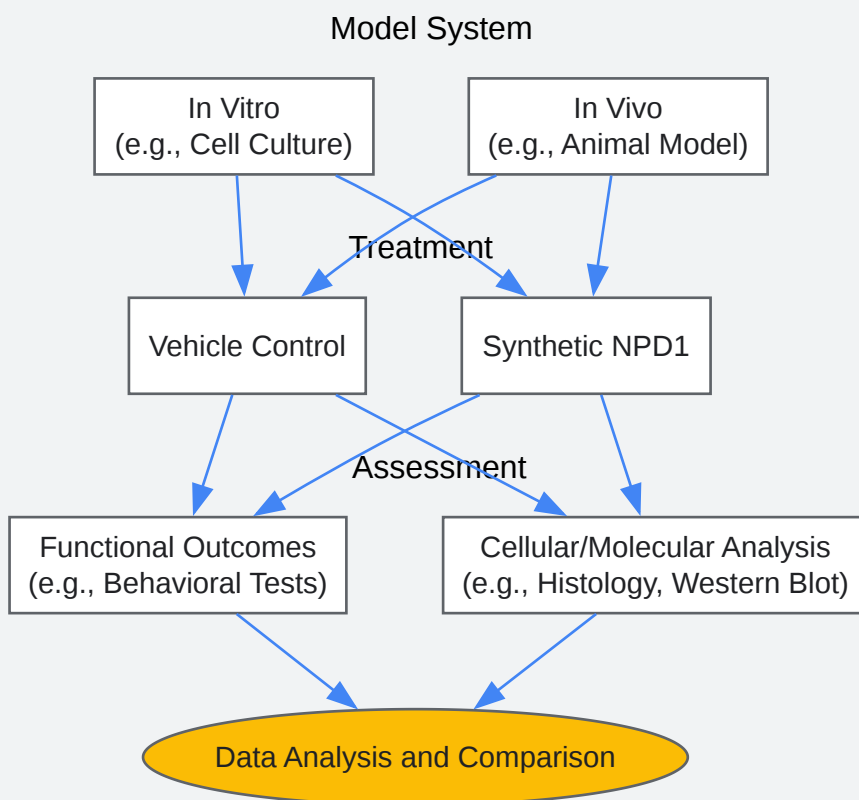 Model System
In Vitro
(e.g., Cell Culture)
In Vivo
(e.g., Animal Model)
Treatment
Vehicle Control
Synthetic NPD1
Assessment
Functional Outcomes
(e.g., Behavioral Tests)
Cellular/Molecular Analysis
(e.g., Histology, Western Blot)
Data Analysis and Comparison